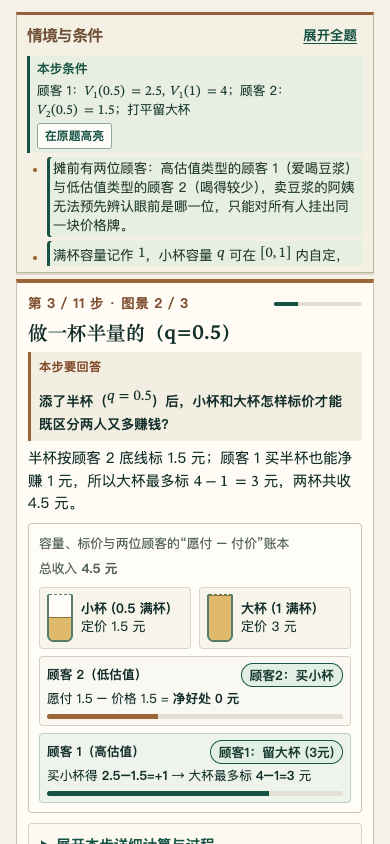 情境与条件
展开全题
本步条件
顾客 1：V₁(0.5) = 2.5, V₁(1) = 4；顾客 2：
V₂(0.5) = 1.5；打平留大杯
在原题高亮
• 摊前有两位顾客：高估值类型的顾客 1（爱喝豆浆）
与低估值类型的顾客 2（喝得较少），卖豆浆的阿姨
无法预先辨认眼前是哪一位，只能对所有人挂出同
一块价格牌。
• 满杯容量记作 1，小杯容量 q 可在 [0, 1] 内自定，
第 3 / 11 步 · 图景 2 / 3
做一杯半量的（q=0.5）
本步要回答
添了半杯（q = 0.5）后，小杯和大杯怎样标价才能
既区分两人又多赚钱？
半杯按顾客 2 底线标 1.5 元；顾客 1 买半杯也能净
赚 1 元，所以大杯最多标 4 − 1 = 3 元，两杯共收
4.5 元。
容量、标价与两位顾客的“愿付 − 付价”账本
总收入 4.5 元
小杯 (0.5 满杯)
定价 1.5 元
大杯 (1 满杯)
定价 3 元
顾客 2（低估值）
顾客2：买小杯
愿付 1.5 − 价格 1.5 = 净好处 0 元
顾客 1（高估值）
顾客1：留大杯 (3元)
买小杯得 2.5−1.5=+1 → 大杯最多标 4−1=3 元